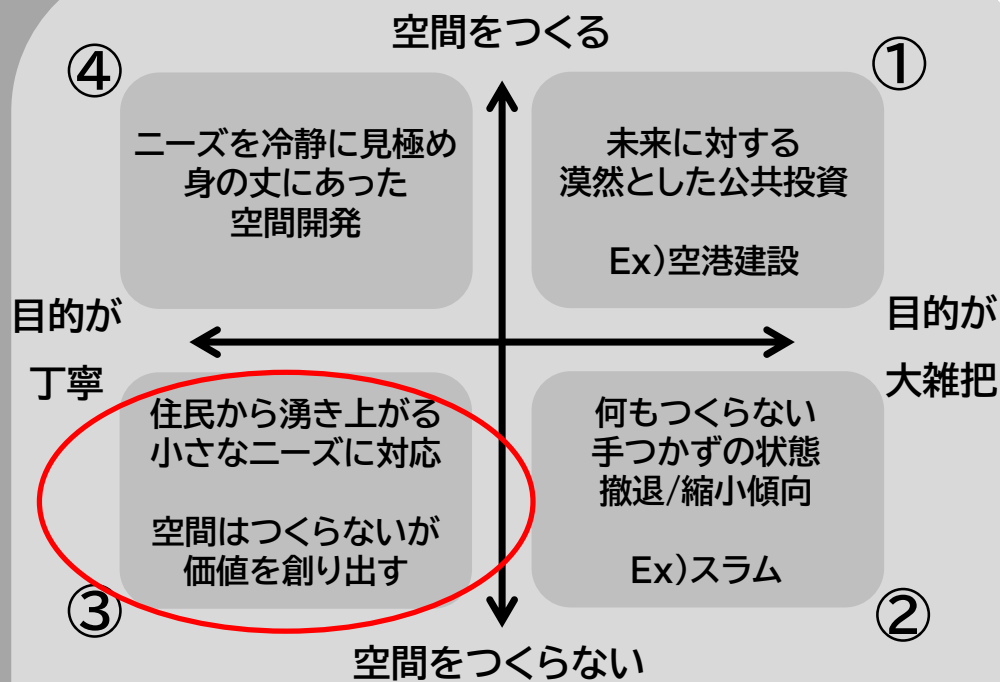 空間をつくる
④
ニーズを冷静に見極め
身の丈にあった
空間開発
①
未来に対する
漠然とした公共投資
Ex)空港建設
目的が
丁寧
目的が
大雑把
住民から湧き上がる
小さなニーズに対応
空間はつくらないが
価値を創り出す
③
何もつくらない
手つかずの状態
撤退/縮小傾向
Ex)スラム
②
空間をつくらない